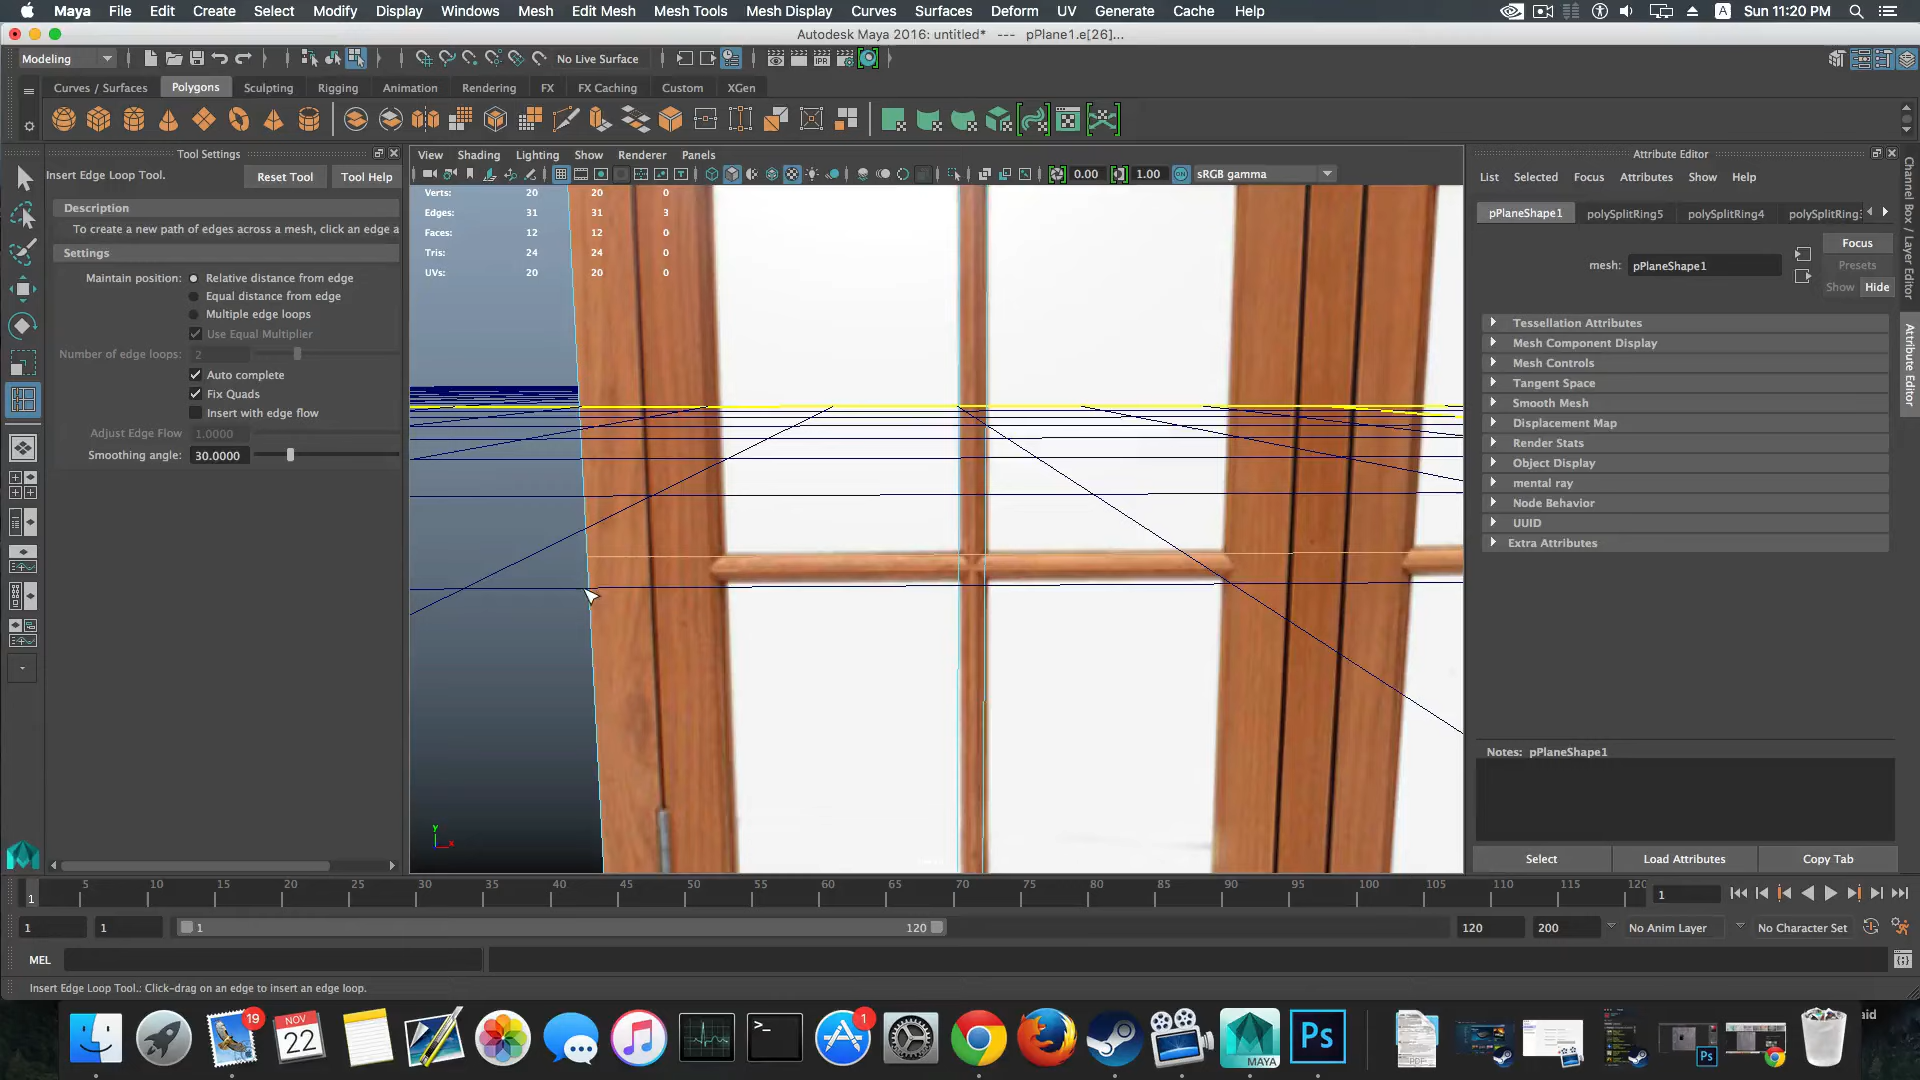 Maya File Edit Create Select Modify Display Windows Mesh Edit Mesh Mesh Tools Mesh Display Curves Surfaces Deform UV Generate Cache Help A Sun 11:20 PM
Autodesk Maya 2016: untitled* --- pPlane1.e[26]...
Modeling No Live Surface IPR
Curves / Surfaces Polygons Sculpting Rigging Animation Rendering FX FX Caching Custom XGen
Tool Settings
Insert Edge Loop Tool. Reset Tool Tool Help
Description
To create a new path of edges across a mesh, click an edge a
Settings
Maintain position: Relative distance from edge
Equal distance from edge
Multiple edge loops
Use Equal Multiplier
Number of edge loops: 2
Auto complete
Fix Quads
Insert with edge flow
Adjust Edge Flow 1.0000
Smoothing angle: 30.0000
View Shading Lighting Show Renderer Panels
0.00 1.00 sRGB gamma
Verts: 20 20 0
Edges: 31 31 3
Faces: 12 12 0
Tris: 24 24 0
UVs: 20 20 0
y
x
Attribute Editor
List Selected Focus Attributes Show Help
pPlaneShape1 polySplitRing5 polySplitRing4 polySplitRing
Focus
mesh: pPlaneShape1
Presets
Show Hide
Tessellation Attributes
Mesh Component Display
Mesh Controls
Tangent Space
Smooth Mesh
Displacement Map
Render Stats
Object Display
mental ray
Node Behavior
UUID
Extra Attributes
Notes: pPlaneShape1
Select Load Attributes Copy Tab
Channel Box / Layer Editor
Attribute Editor
1 5 10 15 20 25 30 35 40 45 50 55 60 65 70 75 80 85 90 95 100 105 110 115 120 1
1 1 1 120 120 200 No Anim Layer No Character Set
MEL
Insert Edge Loop Tool.: Click-drag on an edge to insert an edge loop.
19 NOV 22 1 MAYA Ps PDF Ps aid